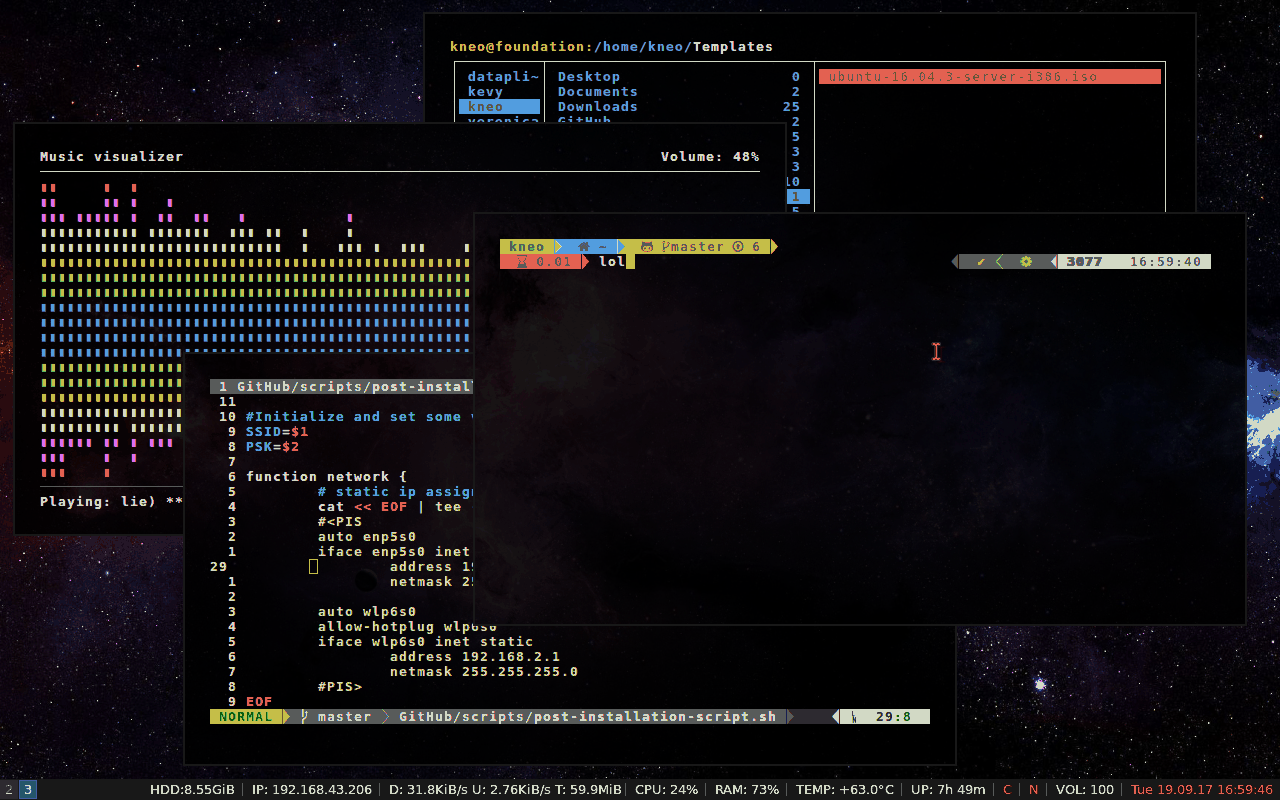 kneo@foundation:/home/kneo/Templates
datapli~ Desktop 0 ubuntu-16.04.3-server-i386.iso
kevy Documents 2
kneo Downloads 25
veronica GitHub 2
5
3
3
10
1
5
Music visualizer Volume: 48%
Playing: lie) **
kneo ~ master 6
0.01 lol ✔ 3077 16:59:40
1 GitHub/scripts/post-instal
11
10 #Initialize and set some
9 SSID=$1
8 PSK=$2
7
6 function network {
5 # static ip assig
4 cat << EOF | tee
3 #<PIS
2 auto enp5s0
1 iface enp5s0 inet
29 address 19
1 netmask 25
2
3 auto wlp6s0
4 allow-hotplug wlp6s0
5 iface wlp6s0 inet static
6 address 192.168.2.1
7 netmask 255.255.255.0
8 #PIS>
9 EOF
NORMAL master GitHub/scripts/post-installation-script.sh 29:8
2 3 HDD:8.55GiB | IP: 192.168.43.206 | D: 31.8KiB/s U: 2.76KiB/s T: 59.9MiB | CPU: 24% | RAM: 73% | TEMP: +63.0°C | UP: 7h 49m | C | N | VOL: 100 | Tue 19.09.17 16:59:46